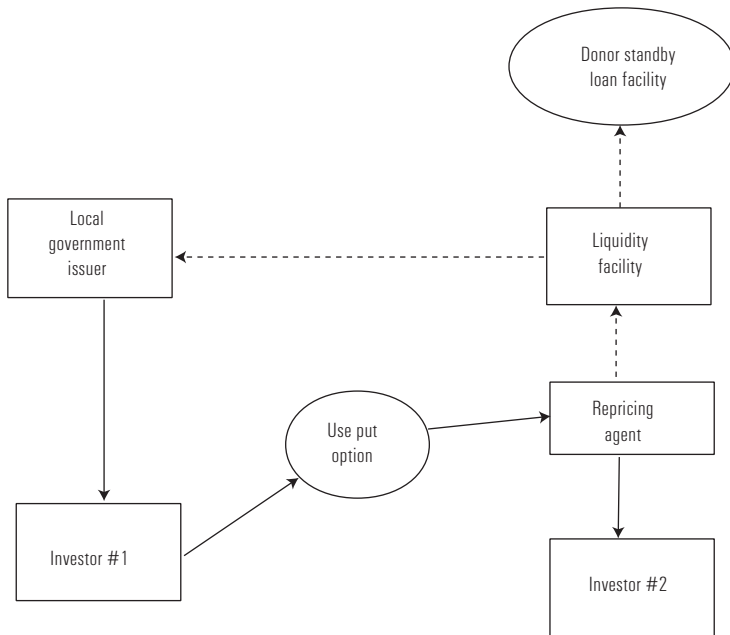 Donor standby
loan facility
Local
government
issuer
Liquidity
facility
Use put
option
Repricing
agent
Investor #1
Investor #2